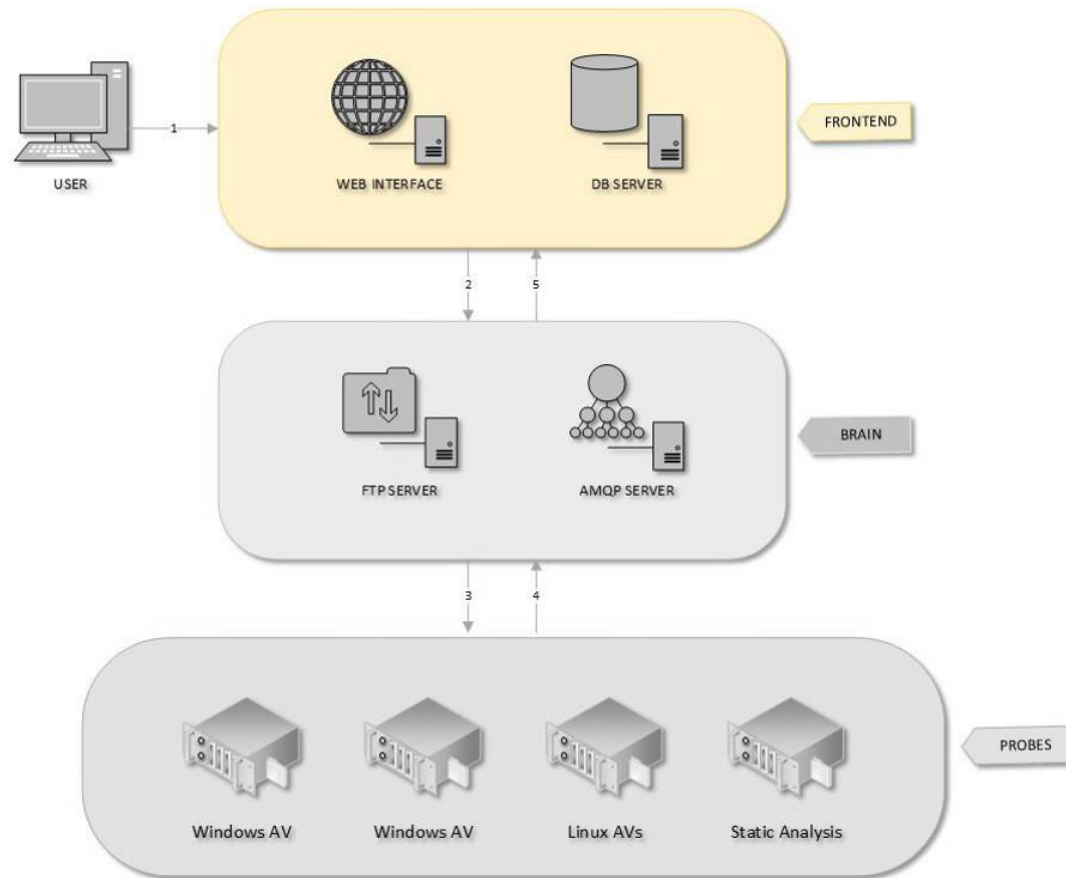 1
USER
WEB INTERFACE
DB SERVER
FRONTEND
2
5
FTP SERVER
AMQP SERVER
BRAIN
3
4
Windows AV
Windows AV
Linux AVs
Static Analysis
PROBES